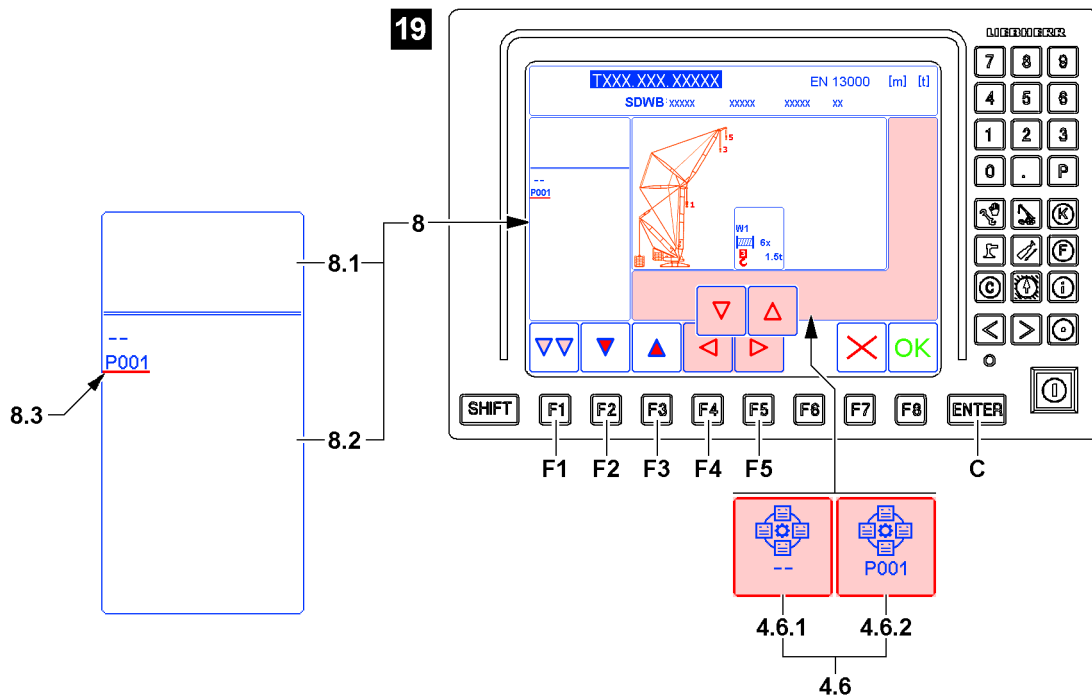 19
LIEBHERR
TXXX.XXX.XXXXX
EN 13000 [m] [t]
SDWB: xxxxx xxxxx xxxxx xx
--
P001
5
3
1
W1
6x
1.5t
OK
7 8 9
4 5 6
1 2 3
0 . P
K
F
C i
SHIFT F1 F2 F3 F4 F5 F6 F7 F8 ENTER
F1 F2 F3 F4 F5 C
8
8.1
--
P001
8.3
8.2
-- P001
4.6.1 4.6.2
4.6